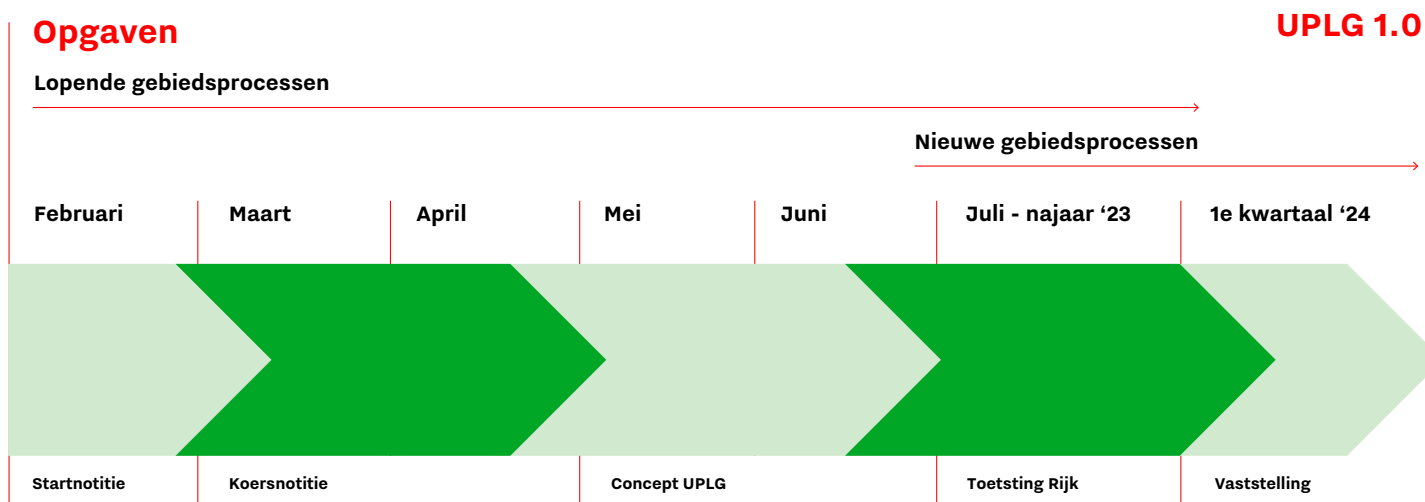 Opgaven
UPLG 1.0
Lopende gebiedsprocessen
Nieuwe gebiedsprocessen
Februari
Maart
April
Mei
Juni
Juli - najaar ‘23
1e kwartaal ‘24
Startnotitie
Koersnotitie
Concept UPLG
Toetsting Rijk
Vaststelling